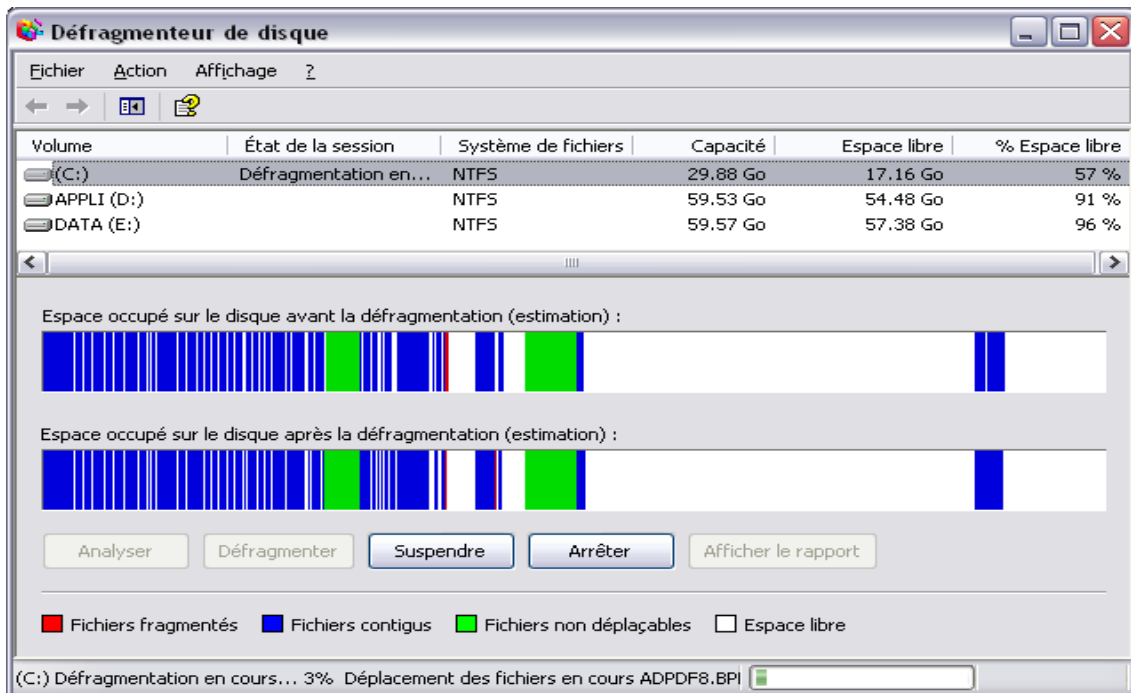 Défragmenteur de disque
Fichier Action Affichage ?
Volume État de la session Système de fichiers Capacité Espace libre % Espace libre
(C:) Défragmentation en... NTFS 29.88 Go 17.16 Go 57 %
APPLI (D:) NTFS 59.53 Go 54.48 Go 91 %
DATA (E:) NTFS 59.57 Go 57.38 Go 96 %
Espace occupé sur le disque avant la défragmentation (estimation) :
Espace occupé sur le disque après la défragmentation (estimation) :
Analyser Défragmenter Suspendre Arrêter Afficher le rapport
Fichiers fragmentés Fichiers contigus Fichiers non déplaçables Espace libre
(C:) Défragmentation en cours... 3% Déplacement des fichiers en cours ADPDF8.BPI